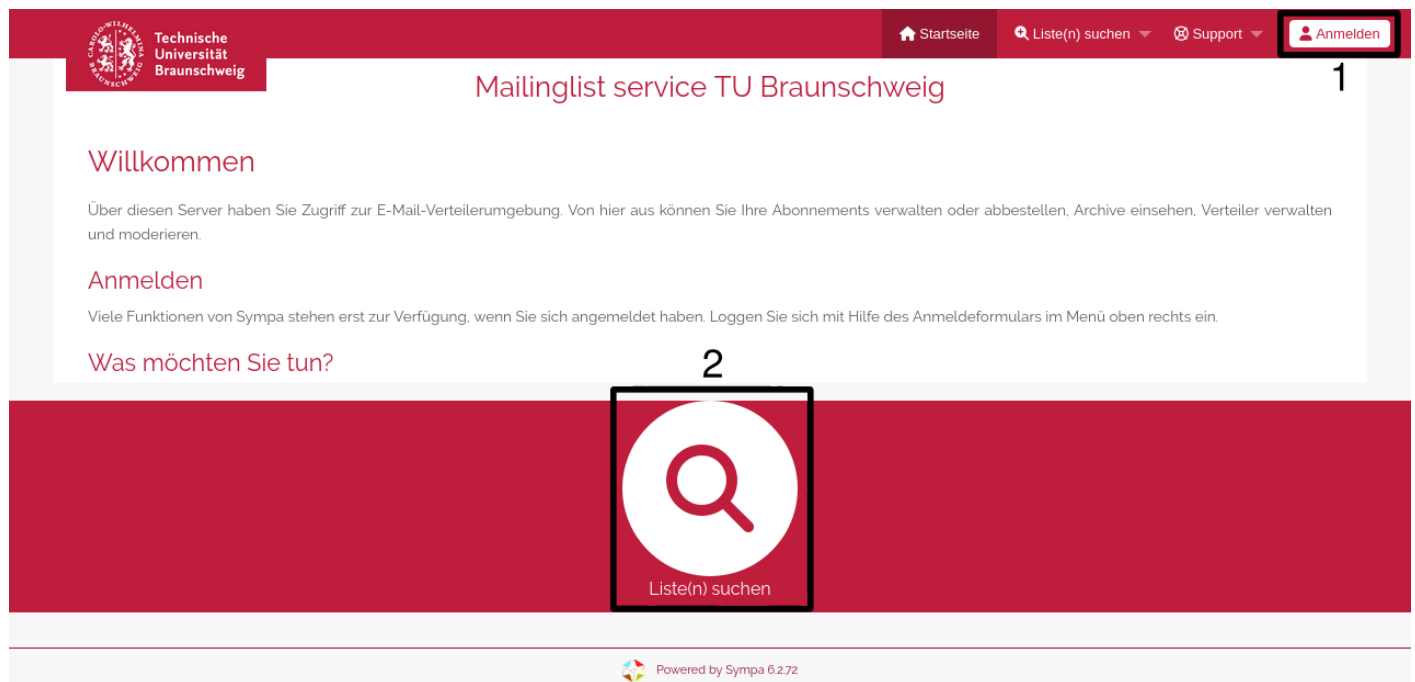 CAROLO-WILHELMINA
BRAUNSCHWEIG
Technische
Universität
Braunschweig
Startseite
Liste(n) suchen
Support
Anmelden
1
Mailinglist service TU Braunschweig
Willkommen
Über diesen Server haben Sie Zugriff zur E-Mail-Verteilerumgebung. Von hier aus können Sie Ihre Abonnements verwalten oder abbestellen, Archive einsehen, Verteiler verwalten
und moderieren.
Anmelden
Viele Funktionen von Sympa stehen erst zur Verfügung, wenn Sie sich angemeldet haben. Loggen Sie sich mit Hilfe des Anmeldeformulars im Menü oben rechts ein.
Was möchten Sie tun?
2
Liste(n) suchen
Powered by Sympa 6.2.72